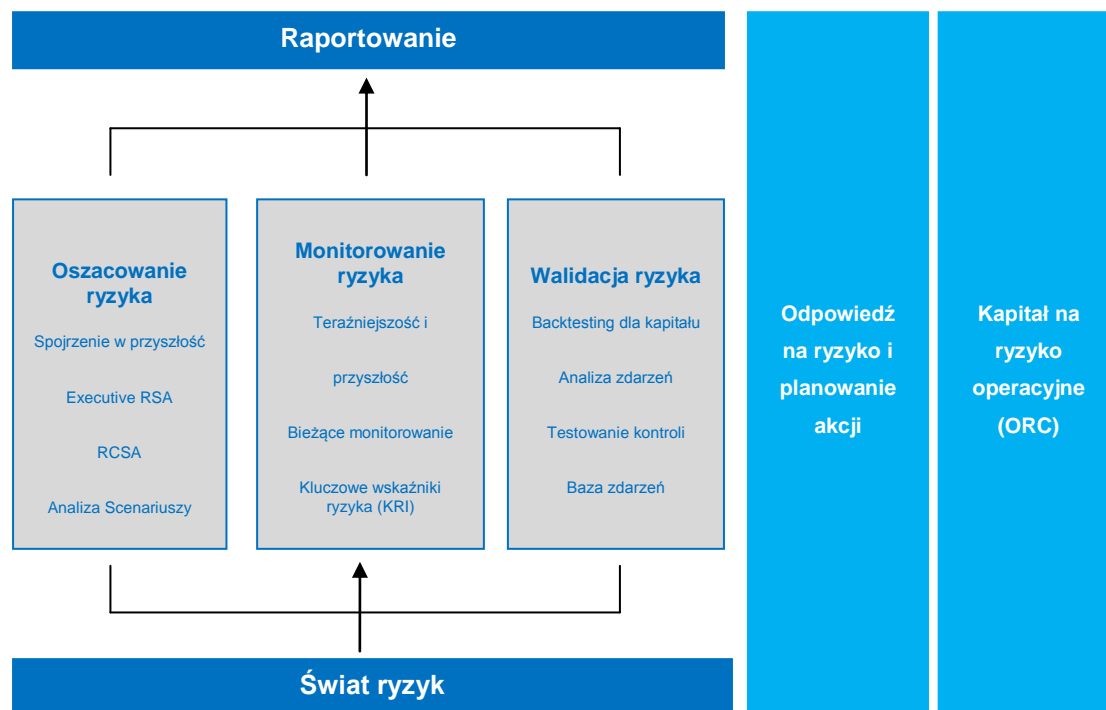 Raportowanie
Oszacowanie
ryzyka
Spojrzenie w przyszłość
Executive RSA
RCSA
Analiza Scenariuszy
Monitorowanie
ryzyka
Teraźniejszość i
przyszłość
Bieżące monitorowanie
Kluczowe wskaźniki
ryzyka (KRI)
Walidacja ryzyka
Backtesting dla kapitału
Analiza zdarzeń
Testowanie kontroli
Baza zdarzeń
Świat ryzyk
Odpowiedź
na ryzyko i
planowanie
akcji
Kapitał na
ryzyko
operacyjne
(ORC)